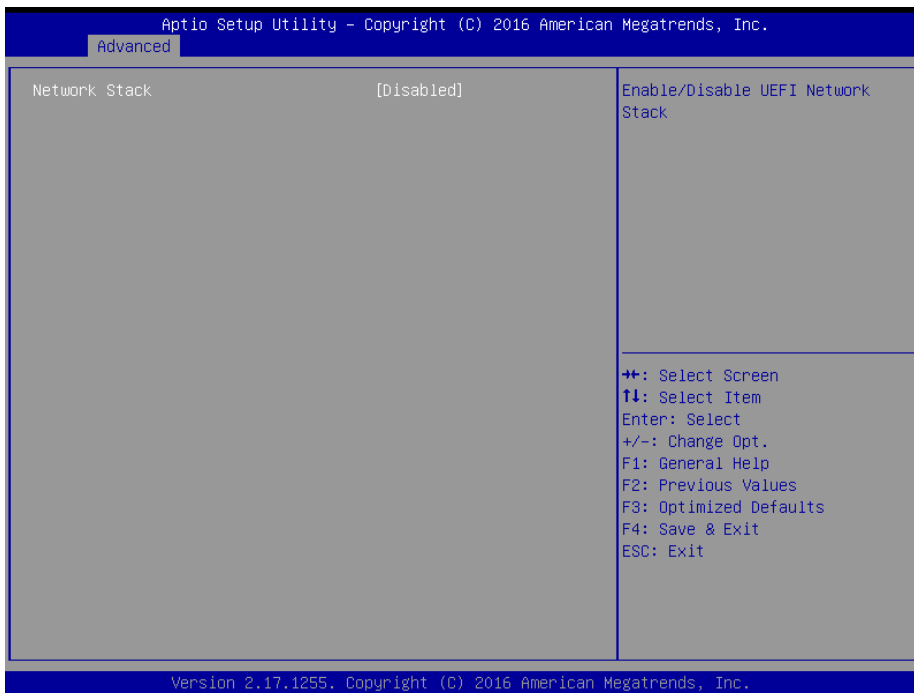 Aptio Setup Utility – Copyright (C) 2016 American Megatrends, Inc.
Advanced
Network Stack [Disabled]
Enable/Disable UEFI Network
Stack
→←: Select Screen
↑↓: Select Item
Enter: Select
+/-: Change Opt.
F1: General Help
F2: Previous Values
F3: Optimized Defaults
F4: Save & Exit
ESC: Exit
Version 2.17.1255. Copyright (C) 2016 American Megatrends, Inc.